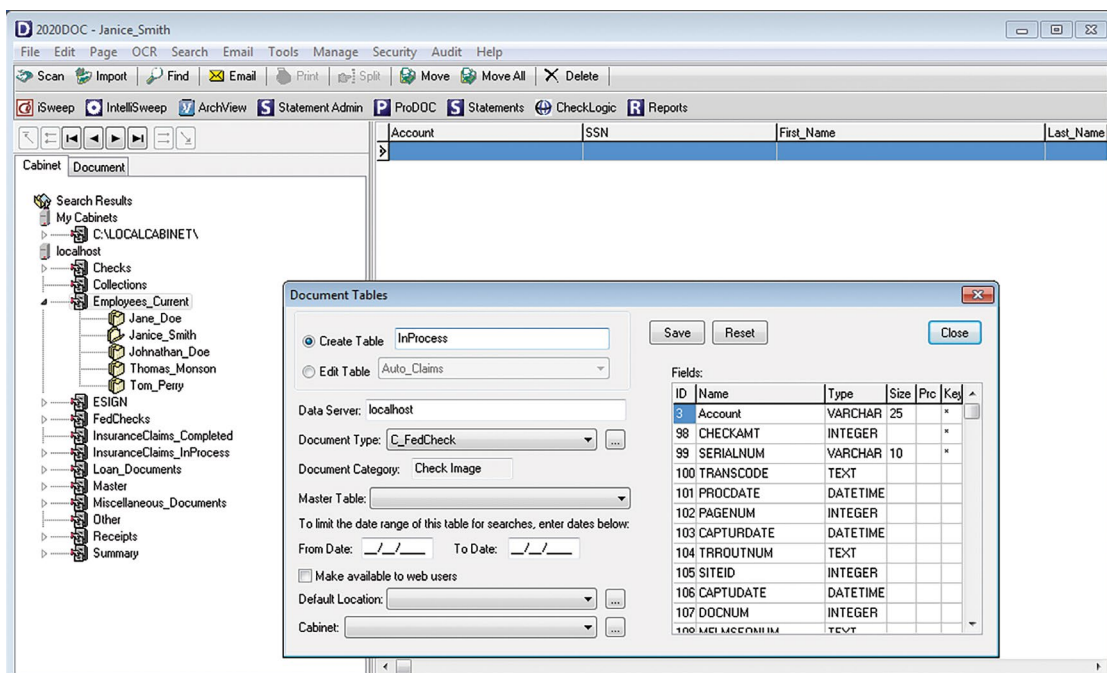 2020DOC - Janice_Smith
File Edit Page OCR Search Email Tools Manage Security Audit Help
Scan Import Find Email Print Split Move Move All Delete
iSweep IntelliSweep ArchView Statement Admin ProDOC Statements CheckLogic Reports
Account SSN First_Name Last_Name
Cabinet Document
Search Results
My Cabinets
C:\LOCALCABINET\
localhost
Checks
Collections
Employees_Current
Jane_Doe
Janice_Smith
Johnathan_Doe
Thomas_Monson
Tom_Perry
ESIGN
FedChecks
InsuranceClaims_Completed
InsuranceClaims_InProcess
Loan_Documents
Master
Miscellaneous_Documents
Other
Receipts
Summary
Document Tables
Create Table InProcess
Edit Table Auto_Claims
Data Server: localhost
Document Type: C_FedCheck ...
Document Category: Check Image
Master Table:
To limit the date range of this table for searches, enter dates below:
From Date: __/__/____ To Date: __/__/____
Make available to web users
Default Location: ...
Cabinet: ...
Save Reset Close
Fields:
ID Name Type Size Prc Key
3 Account VARCHAR 25 *
98 CHECKAMT INTEGER *
99 SERIALNUM VARCHAR 10 *
100 TRANSCODE TEXT
101 PROCDATE DATETIME
102 PAGENUM INTEGER
103 CAPTURDATE DATETIME
104 TRROUTNUM TEXT
105 SITEID INTEGER
106 CAPTUDATE DATETIME
107 DOCNUM INTEGER